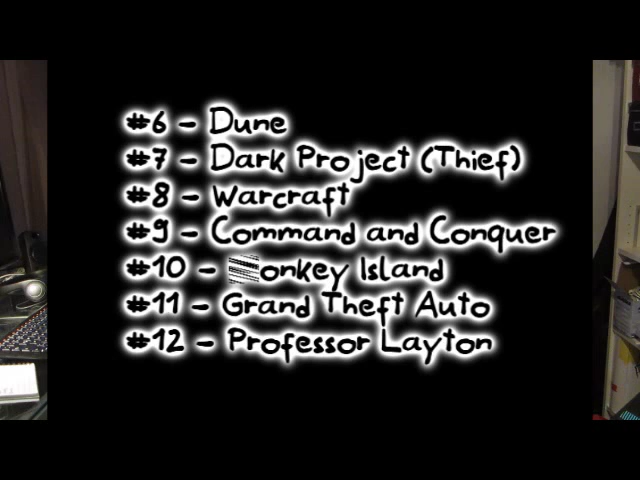 #6 - Dune
#7 - Dark Project (Thief)
#8 - Warcraft
#9 - Command and Conquer
#10 - Island
#11 - Grand Theft Auto
#12 - Professor Layton